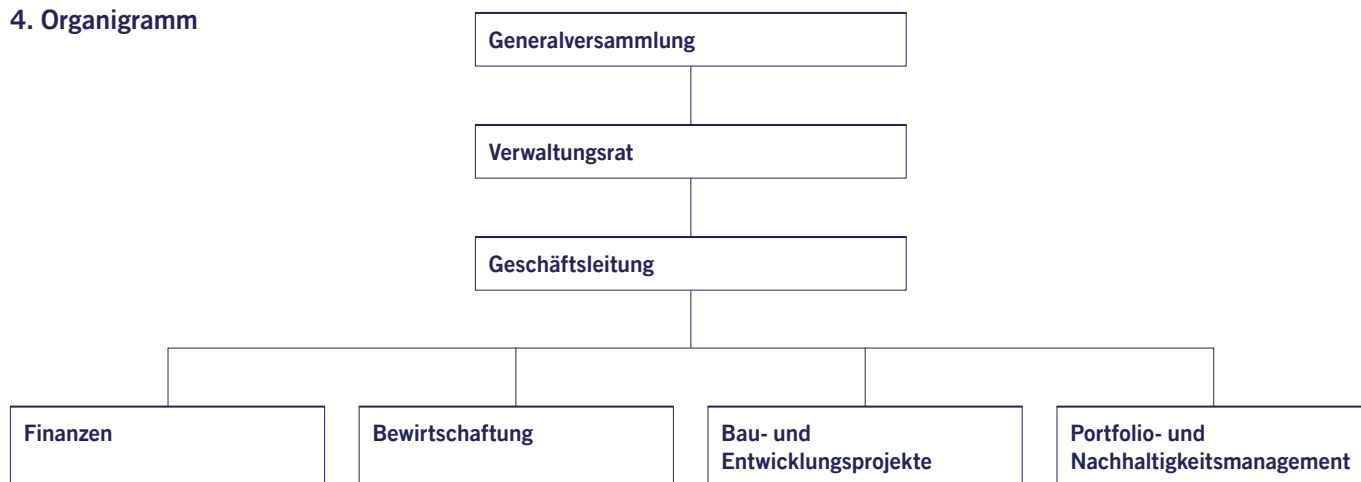 4. Organigramm
Generalversammlung
Verwaltungsrat
Geschäftsleitung
Finanzen
Bewirtschaftung
Bau- und
Entwicklungsprojekte
Portfolio- und
Nachhaltigkeitsmanagement